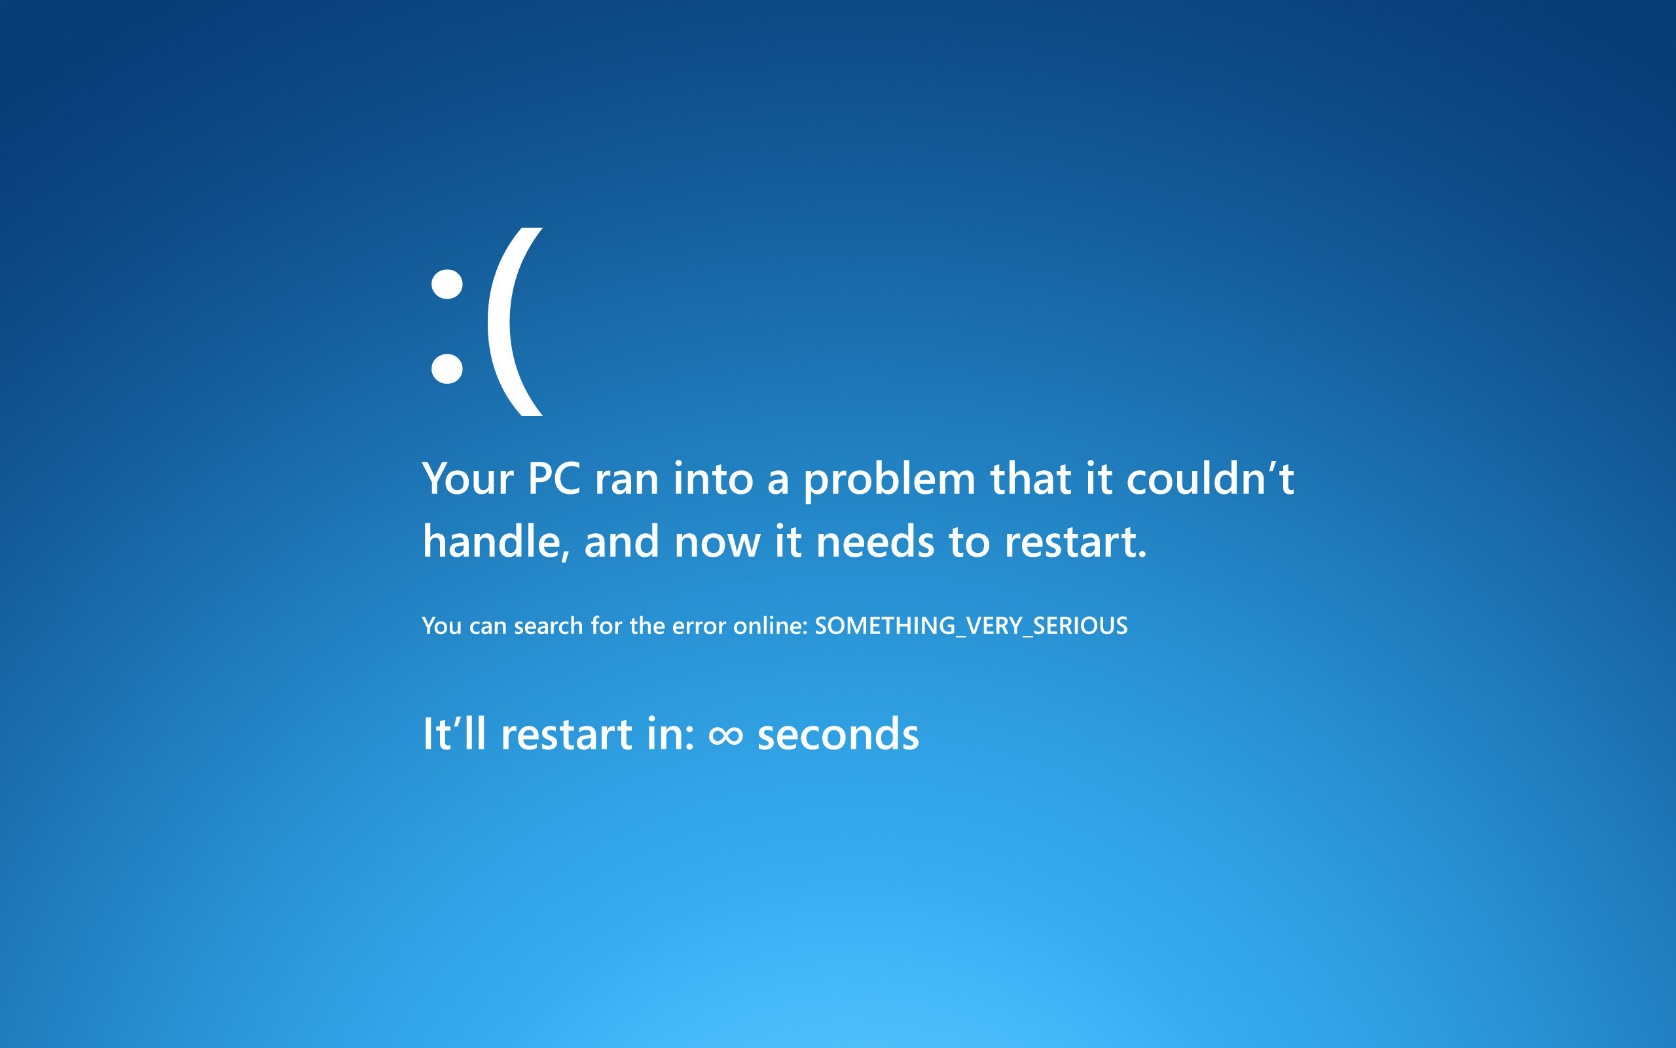 :(
Your PC ran into a problem that it couldn’t
handle, and now it needs to restart.
You can search for the error online: SOMETHING_VERY_SERIOUS
It’ll restart in: ∞ seconds